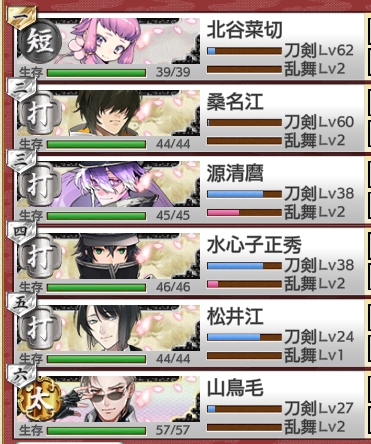 一
短
生存 39/39
北谷菜切
刀剣Lv62
乱舞Lv2
二
打
生存 44/44
桑名江
刀剣Lv60
乱舞Lv2
三
打
生存 45/45
源清麿
刀剣Lv38
乱舞Lv2
四
打
生存 46/46
水心子正秀
刀剣Lv38
乱舞Lv2
五
打
生存 44/44
松井江
刀剣Lv24
乱舞Lv1
六
太
生存 57/57
山鳥毛
刀剣Lv27
乱舞Lv2